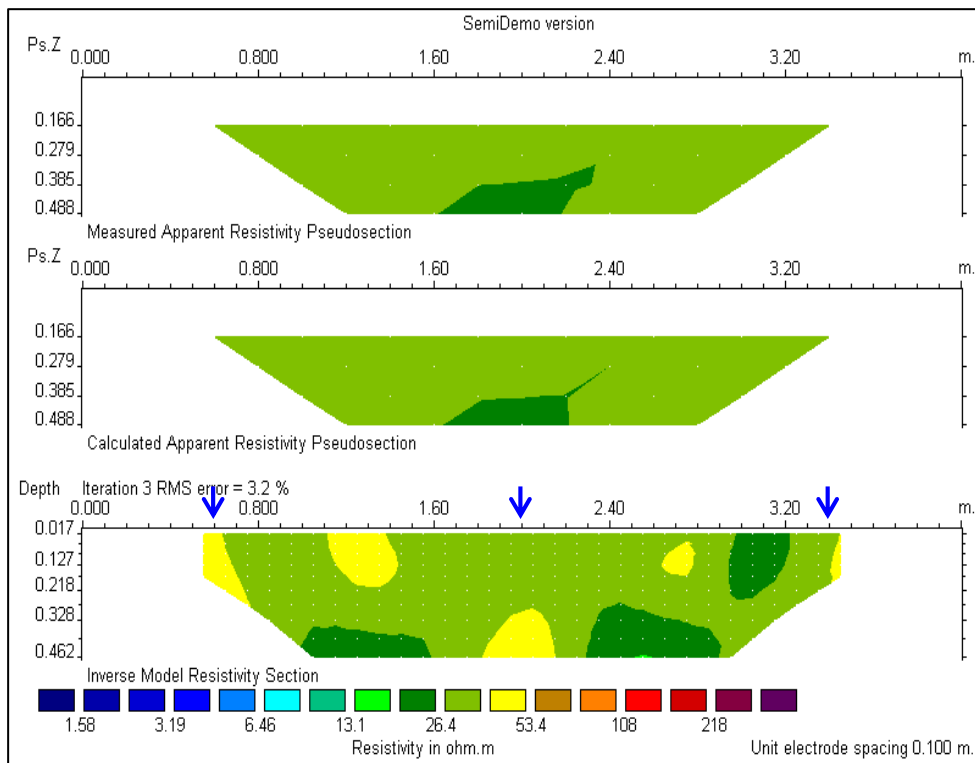 SemiDemo version
Ps.Z 0.000 0.800 1.60 2.40 3.20 m.
0.166
0.279
0.385
0.488
Measured Apparent Resistivity Pseudosection
Ps.Z 0.000 0.800 1.60 2.40 3.20 m.
0.166
0.279
0.385
0.488
Calculated Apparent Resistivity Pseudosection
Depth Iteration 3 RMS error = 3.2 %
0.000 0.800 1.60 2.40 3.20 m.
0.017
0.127
0.218
0.328
0.462
Inverse Model Resistivity Section
1.58 3.19 6.46 13.1 26.4 53.4 108 218
Resistivity in ohm.m Unit electrode spacing 0.100 m.